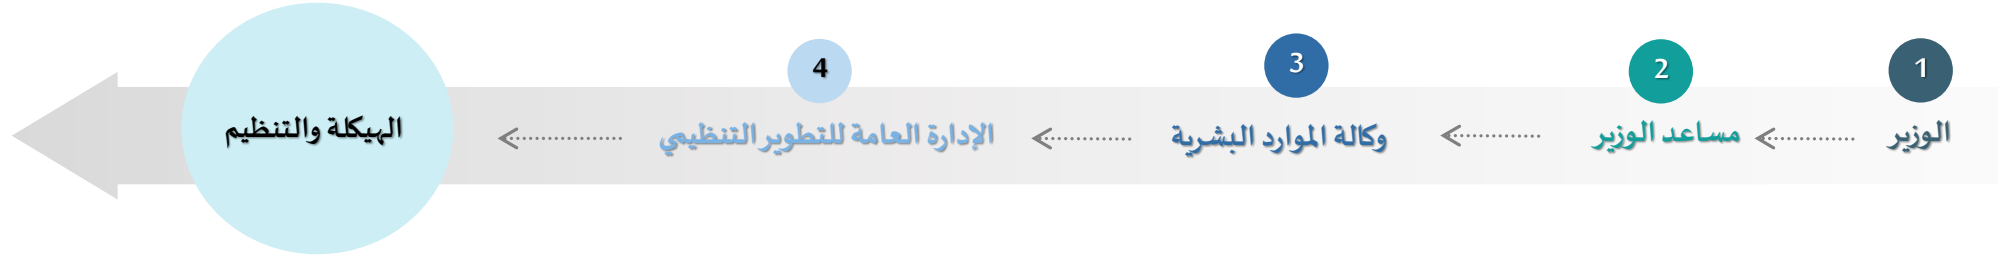 1
الوزير
2
مساعد الوزير
3
وكالة الموارد البشرية
4
الإدارة العامة للتطوير التنظيمي
الهيكلة والتنظيم